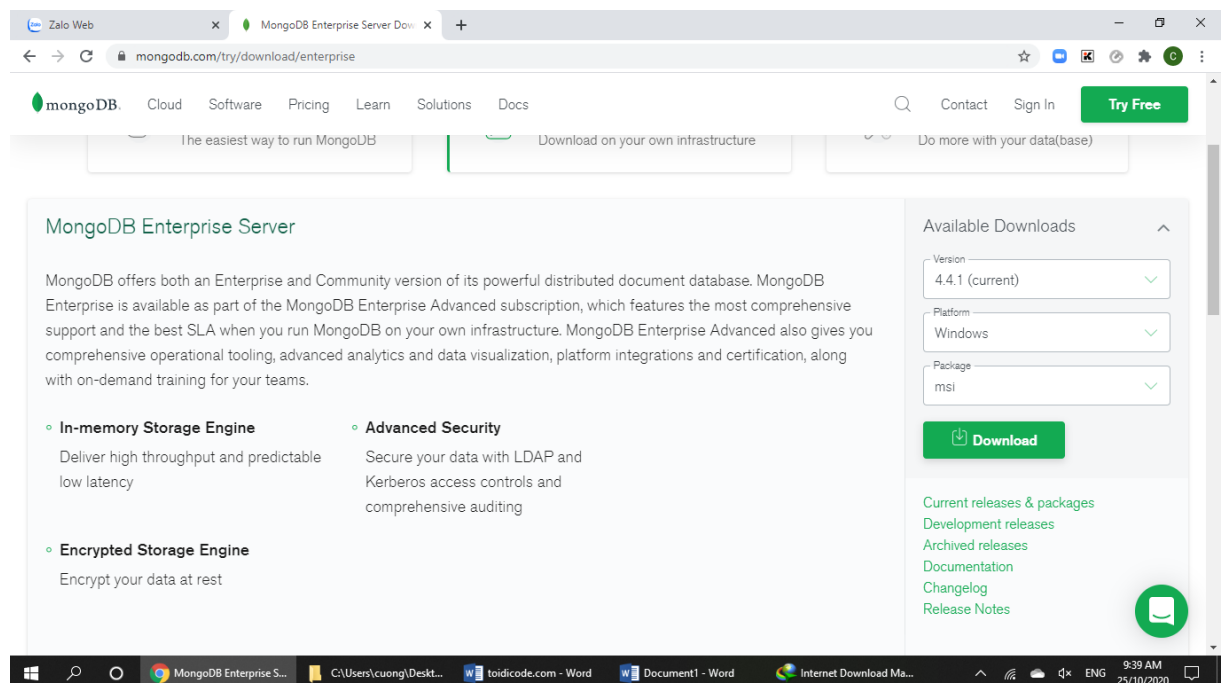 Zalo Web
MongoDB Enterprise Server Dow
mongodb.com/try/download/enterprise
C
mongoDB.
Cloud Software Pricing Learn Solutions Docs
Contact Sign In Try Free
The easiest way to run MongoDB
Download on your own infrastructure
Do more with your data(base)
MongoDB Enterprise Server
MongoDB offers both an Enterprise and Community version of its powerful distributed document database. MongoDB
Enterprise is available as part of the MongoDB Enterprise Advanced subscription, which features the most comprehensive
support and the best SLA when you run MongoDB on your own infrastructure. MongoDB Enterprise Advanced also gives you
comprehensive operational tooling, advanced analytics and data visualization, platform integrations and certification, along
with on-demand training for your teams.
In-memory Storage Engine
Deliver high throughput and predictable
low latency
Advanced Security
Secure your data with LDAP and
Kerberos access controls and
comprehensive auditing
Encrypted Storage Engine
Encrypt your data at rest
Available Downloads
Version
4.4.1 (current)
Platform
Windows
Package
msi
Download
Current releases & packages
Development releases
Archived releases
Documentation
Changelog
Release Notes
MongoDB Enterprise S...
C:\Users\cuong\Deskt...
toidicode.com - Word
Document1 - Word
Internet Download Ma...
ENG
9:39 AM
25/10/2020